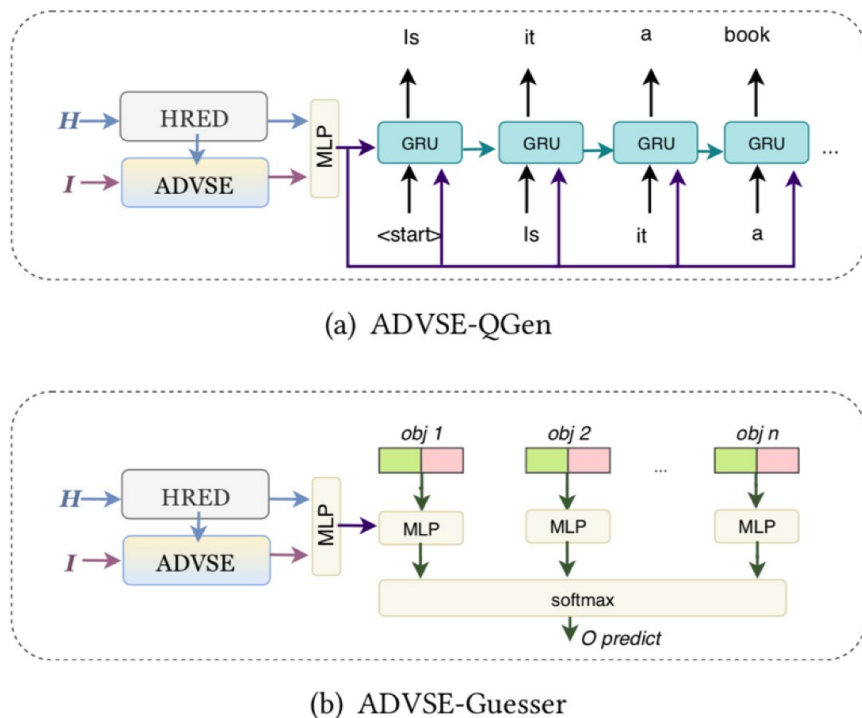 Is it a book
H HRED MLP GRU GRU GRU GRU ...
I ADVSE
<start> Is it a
(a) ADVSE-QGen
obj 1 obj 2 ... obj n
H HRED MLP MLP MLP MLP
I ADVSE
softmax
O predict
(b) ADVSE-Guesser